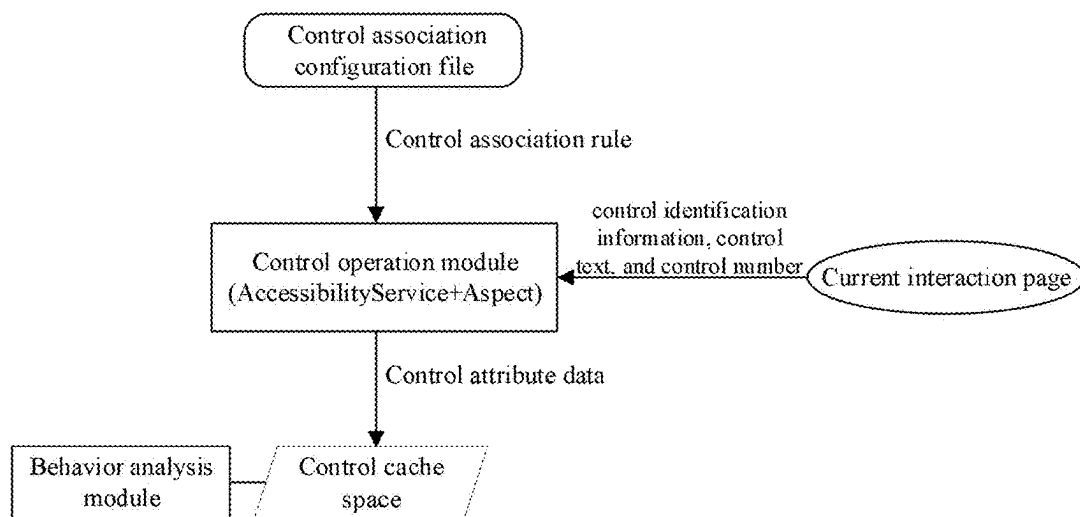 Control association
configuration file
Control association rule
control identification
information, control
text, and control number
Control operation module
(AccessibilityService+Aspect)
Current interaction page
Control attribute data
Behavior analysis
module
Control cache
space